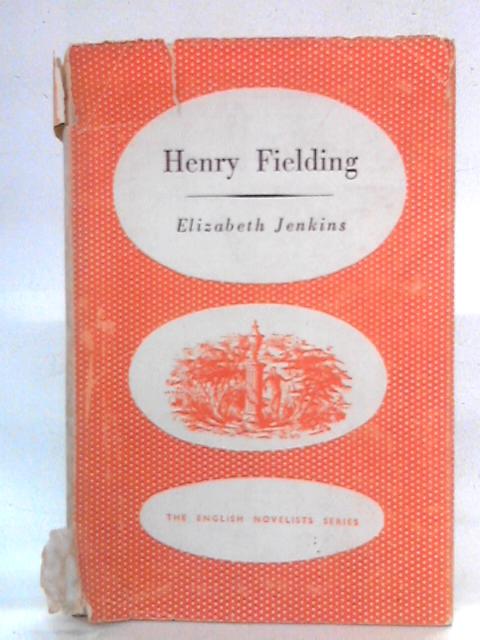 Henry Fielding
Elizabeth Jenkins
THE ENGLISH NOVELISTS SERIES